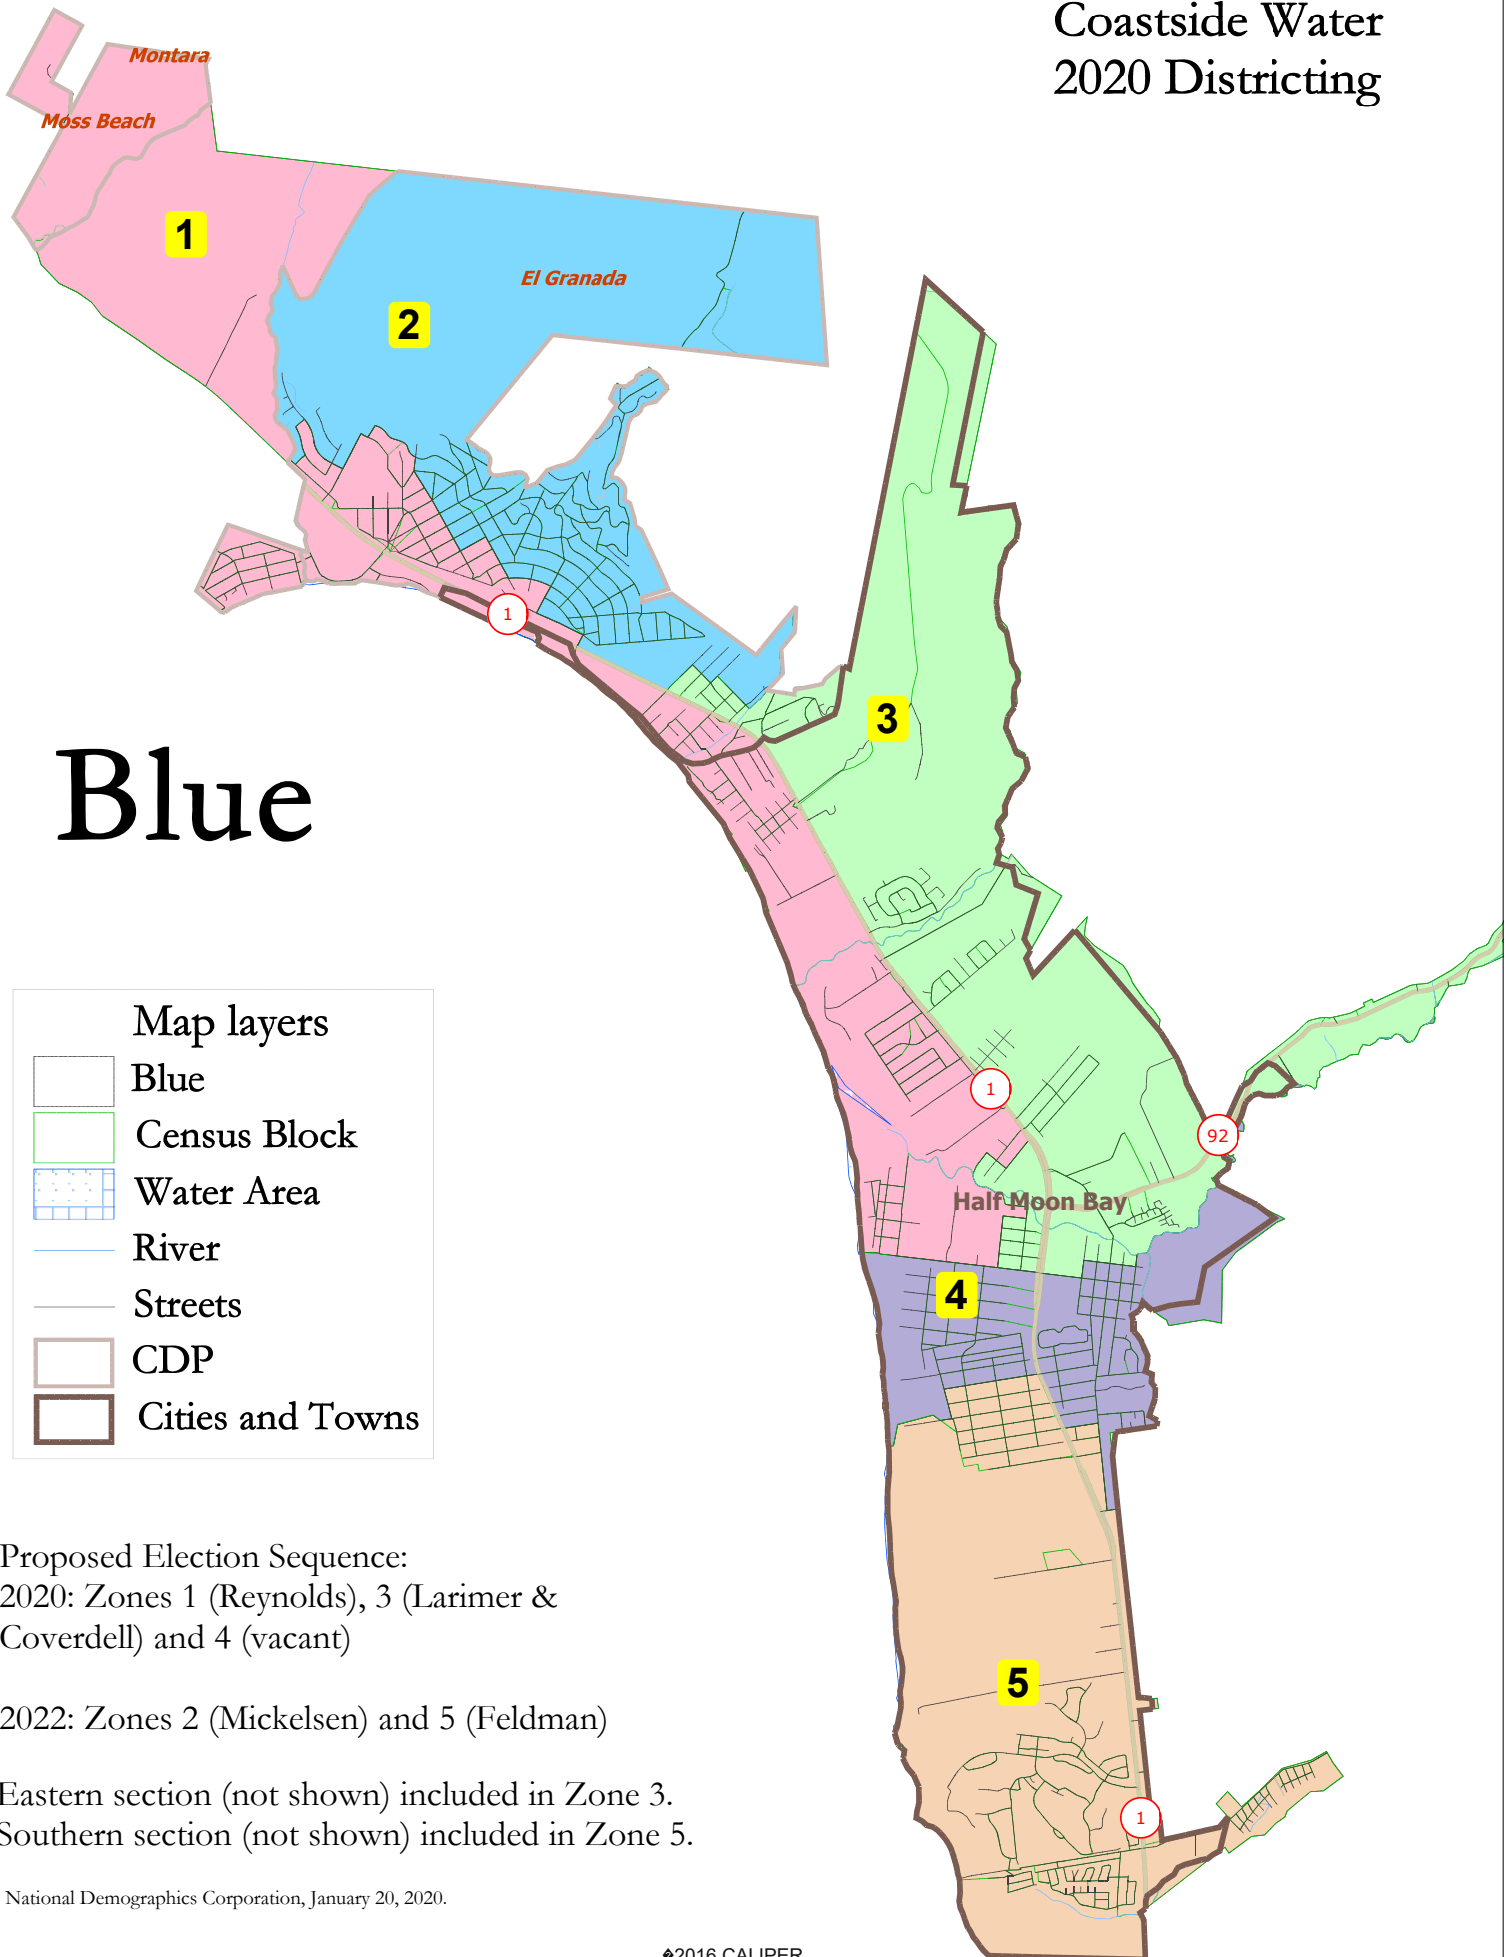 Coastside Water
2020 Districting
Montara
Moss Beach
1
El Granada
2
1
3
Blue
Map layers
Blue
Census Block
Water Area
River
Streets
CDP
Cities and Towns
1
92
Half Moon Bay
4
Proposed Election Sequence:
2020: Zones 1 (Reynolds), 3 (Larimer &
Coverdell) and 4 (vacant)
2022: Zones 2 (Mickelsen) and 5 (Feldman)
5
Eastern section (not shown) included in Zone 3.
Southern section (not shown) included in Zone 5.
1
National Demographics Corporation, January 20, 2020.
�2016 CALIPER